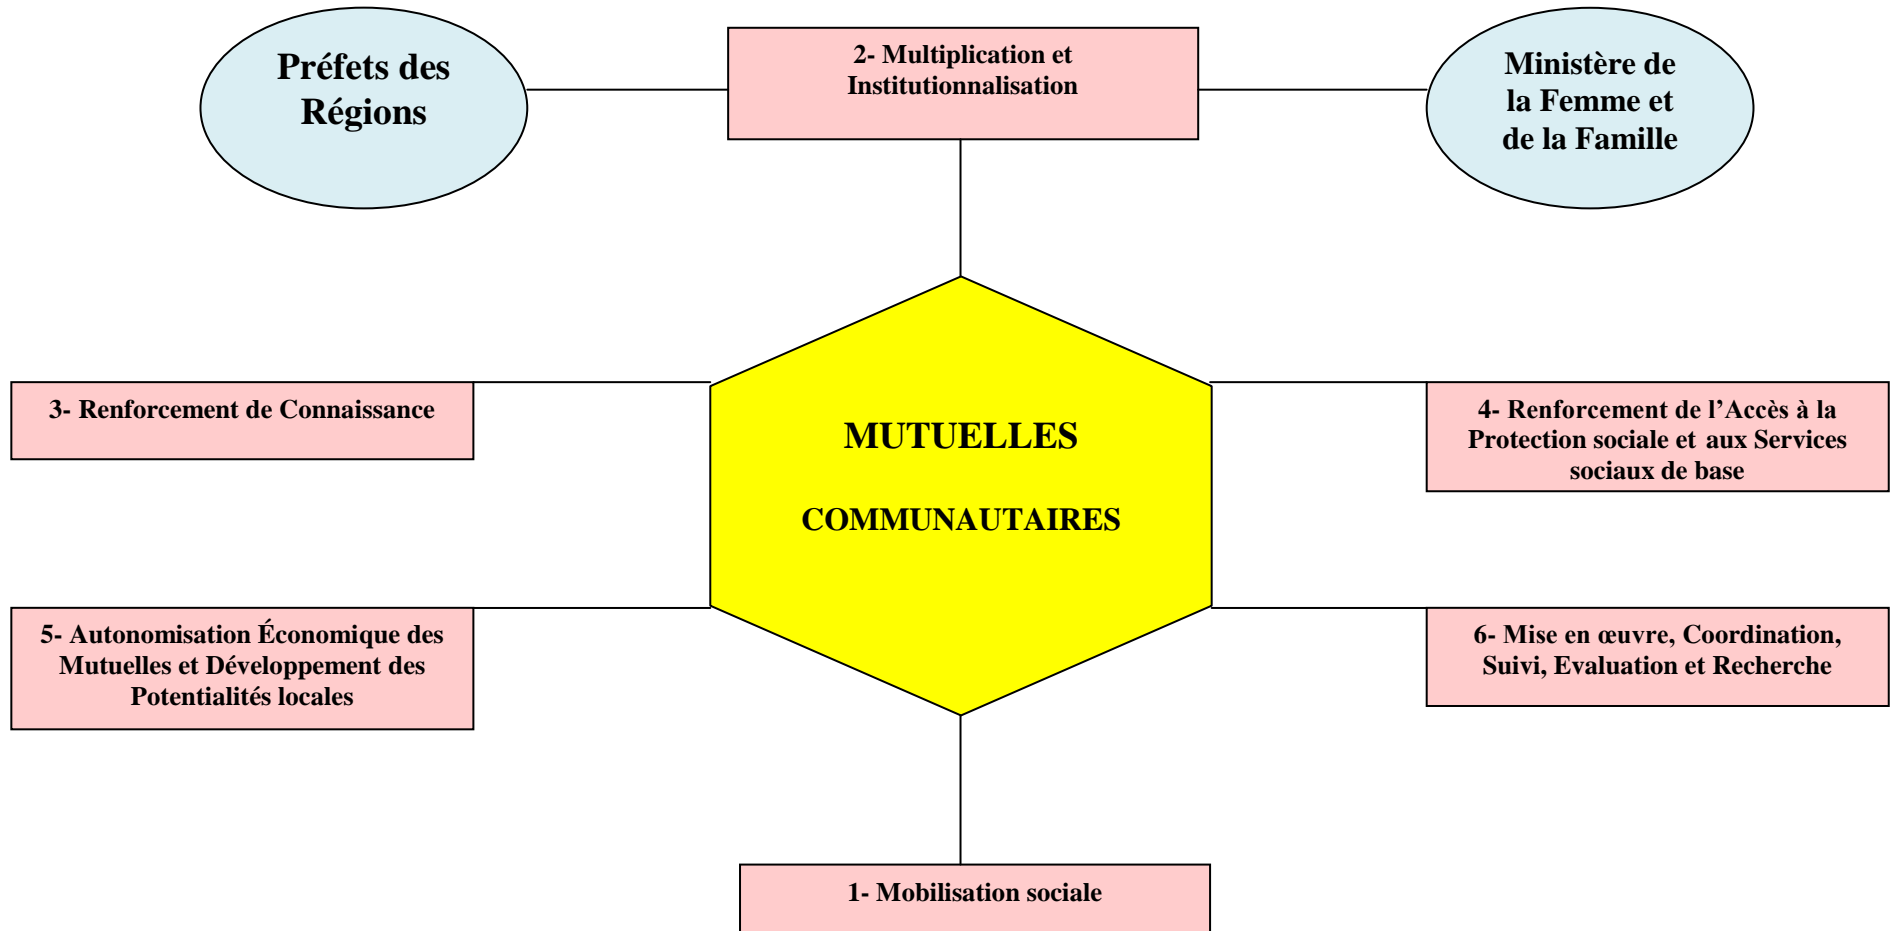 Préfets des
Régions
2- Multiplication et
Institutionnalisation
Ministère de
la Femme et
de la Famille
3- Renforcement de Connaissance
MUTUELLES
COMMUNAUTAIRES
4- Renforcement de l’Accès à la
Protection sociale et aux Services
sociaux de base
5- Autonomisation Économique des
Mutuelles et Développement des
Potentialités locales
6- Mise en œuvre, Coordination,
Suivi, Evaluation et Recherche
1- Mobilisation sociale